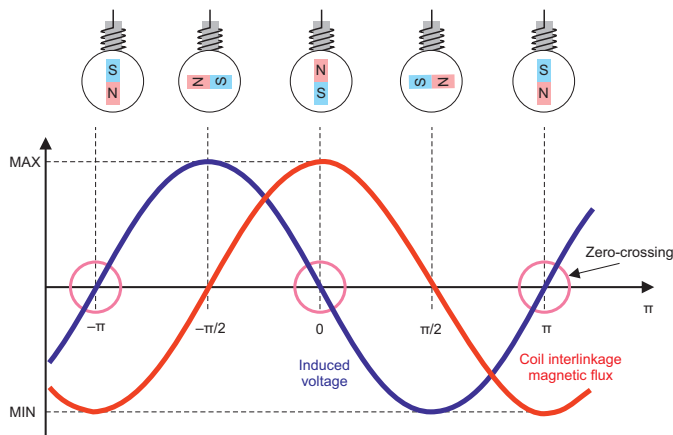 S
N
N S
N
S
S N
S
N
MAX
Zero-crossing
–π
–π/2
0
π/2
π
π
Induced
voltage
Coil interlinkage
magnetic flux
MIN